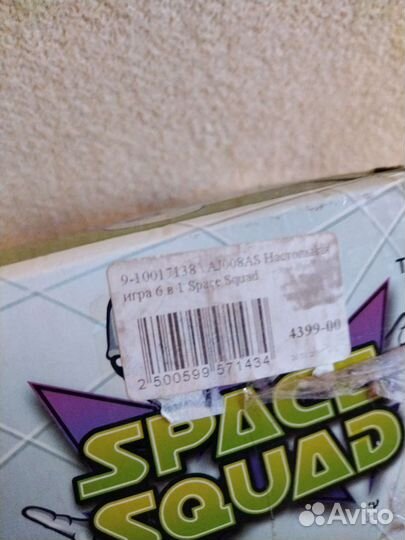 9-10017138 \ AJ008AS Настольная
игра 6 в 1 Space Squad
4399-00
2 500599 571434
T
SPACE
SQUAD
Avito